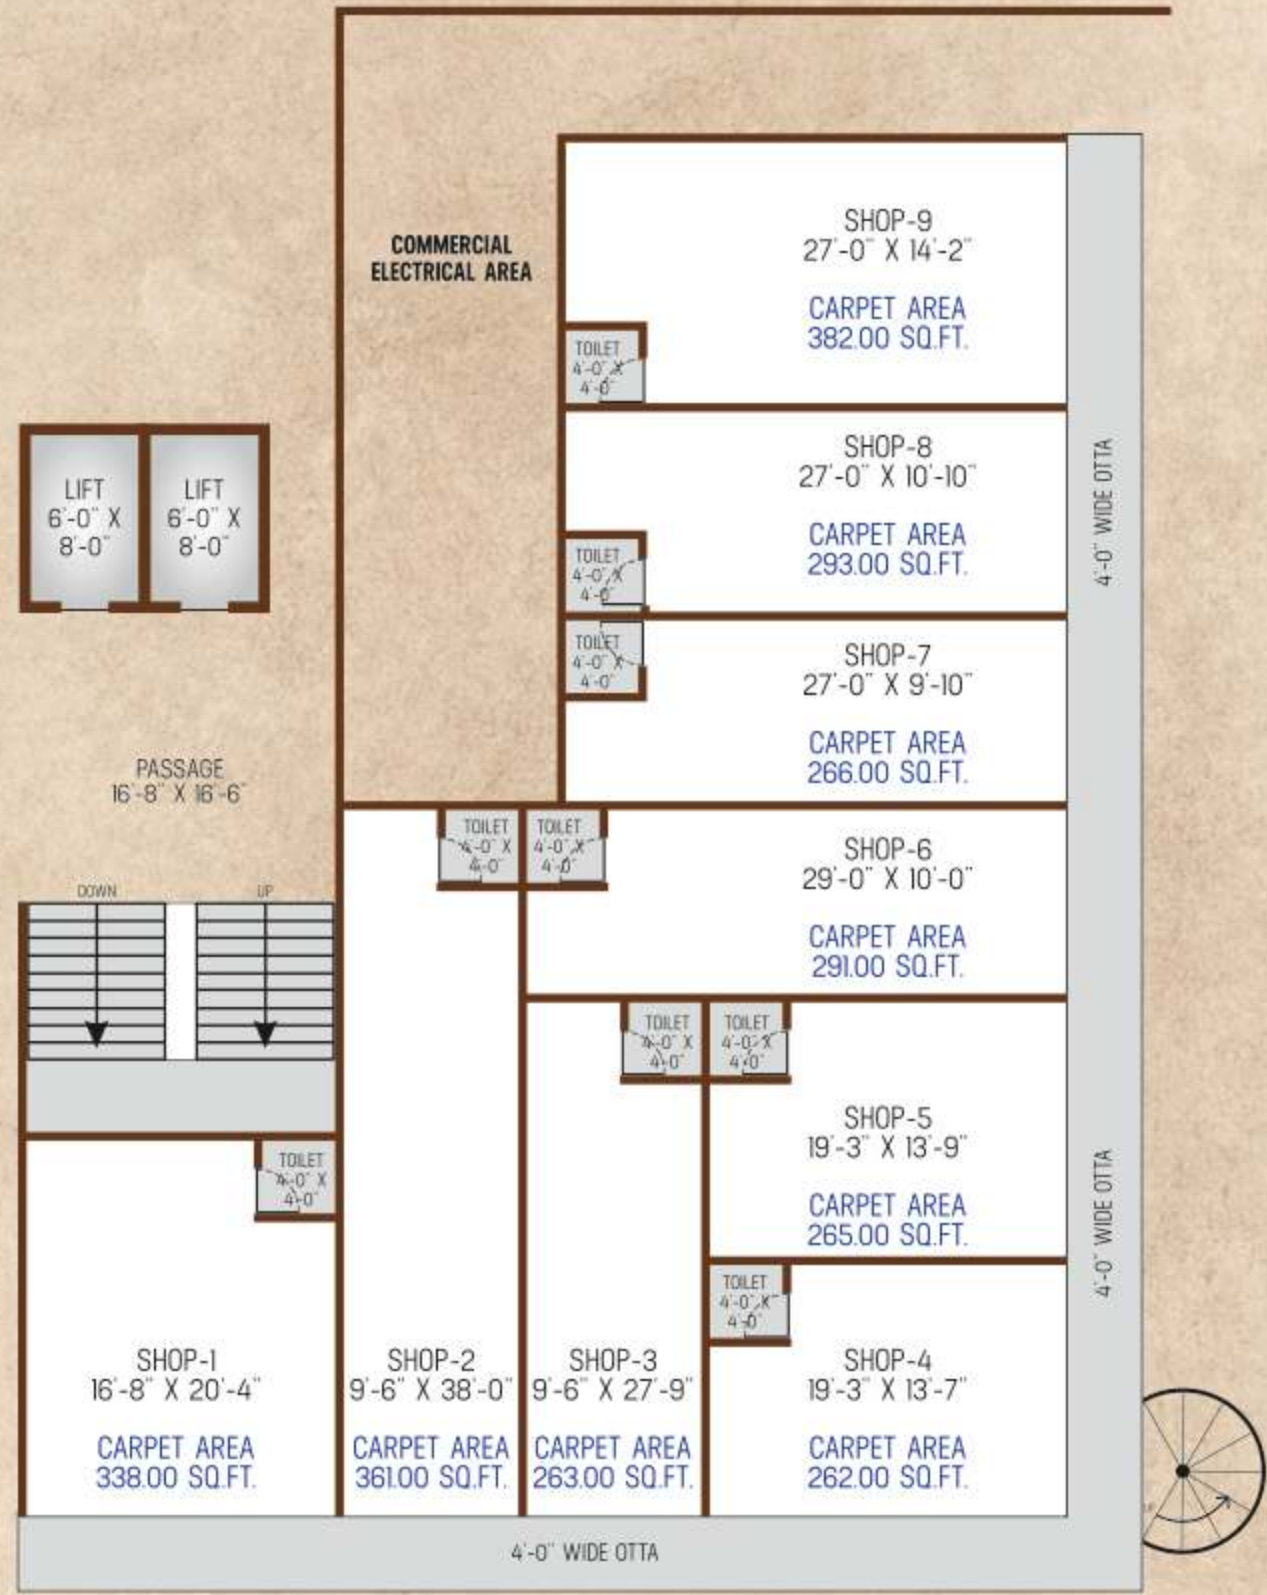 SHOP-9
27'-0" X 14'-2"
CARPET AREA
382.00 SQ.FT.
COMMERCIAL
ELECTRICAL AREA
TOILET
4'-0" X
4'-0"
SHOP-8
27'-0" X 10'-10"
CARPET AREA
293.00 SQ.FT.
4'-0" WIDE OTTA
LIFT
6'-0" X
8'-0"
LIFT
6'-0" X
8'-0"
TOILET
4'-0" X
4'-0"
TOILET
4'-0" X
4'-0"
SHOP-7
27'-0" X 9'-10"
CARPET AREA
266.00 SQ.FT.
PASSAGE
16'-8" X 16'-6"
TOILET
4'-0" X
4'-0"
TOILET
4'-0" X
4'-0"
SHOP-6
29'-0" X 10'-0"
CARPET AREA
291.00 SQ.FT.
DOWN
UP
TOILET
4'-0" X
4'-0"
TOILET
4'-0" X
4'-0"
SHOP-5
19'-3" X 13'-9"
CARPET AREA
265.00 SQ.FT.
4'-0" WIDE OTTA
TOILET
4'-0" X
4'-0"
TOILET
4'-0" X
4'-0"
SHOP-1
16'-8" X 20'-4"
CARPET AREA
338.00 SQ.FT.
SHOP-2
9'-6" X 38'-0"
CARPET AREA
361.00 SQ.FT.
SHOP-3
9'-6" X 27'-9"
CARPET AREA
263.00 SQ.FT.
SHOP-4
19'-3" X 13'-7"
CARPET AREA
262.00 SQ.FT.
4'-0" WIDE OTTA